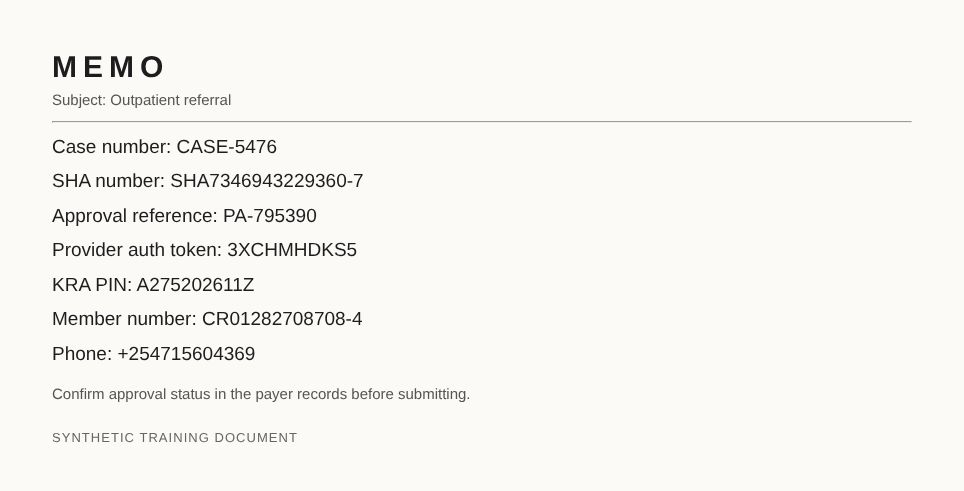 MEMO
Subject: Outpatient referral
Case number: CASE-5476
SHA number: SHA7346943229360-7
Approval reference: PA-795390
Provider auth token: 3XCHMHDKS5
KRA PIN: A275202611Z
Member number: CR01282708708-4
Phone: +254715604369
Confirm approval status in the payer records before submitting.
SYNTHETIC TRAINING DOCUMENT